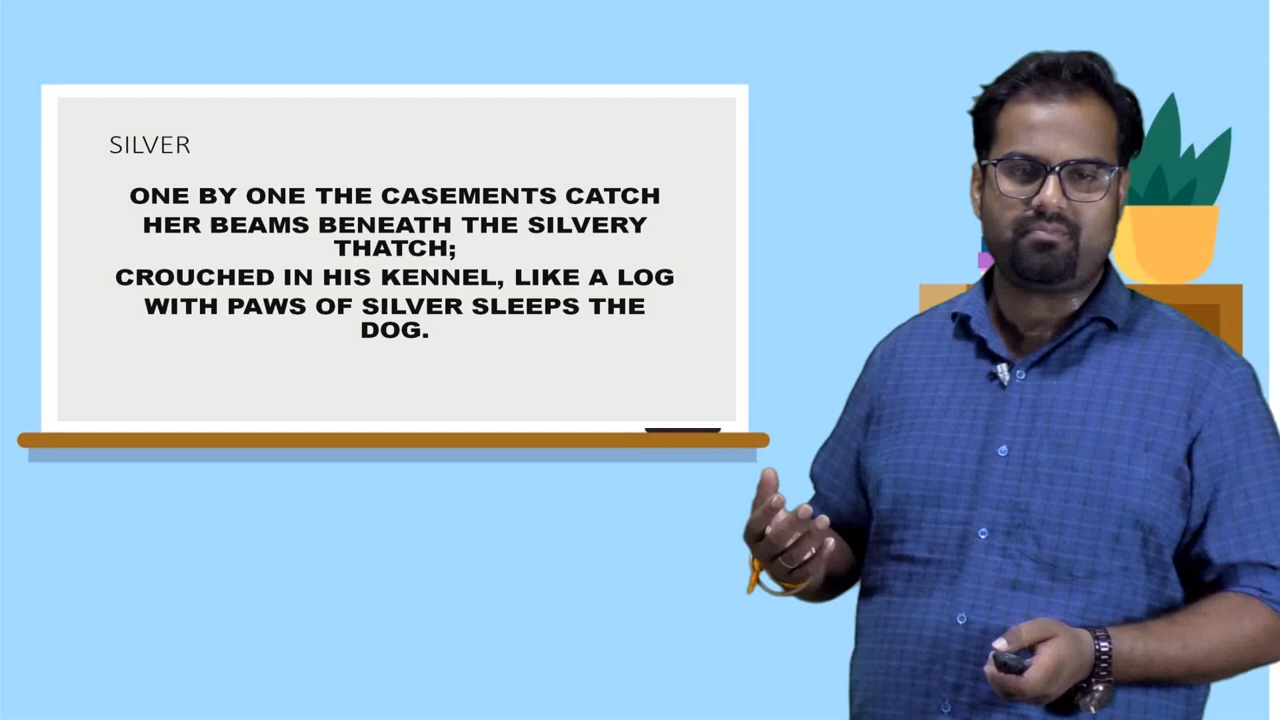 SILVER
ONE BY ONE THE CASEMENTS CATCH
HER BEAMS BENEATH THE SILVERY
THATCH;
CROUCHED IN HIS KENNEL, LIKE A LOG
WITH PAWS OF SILVER SLEEPS THE
DOG.